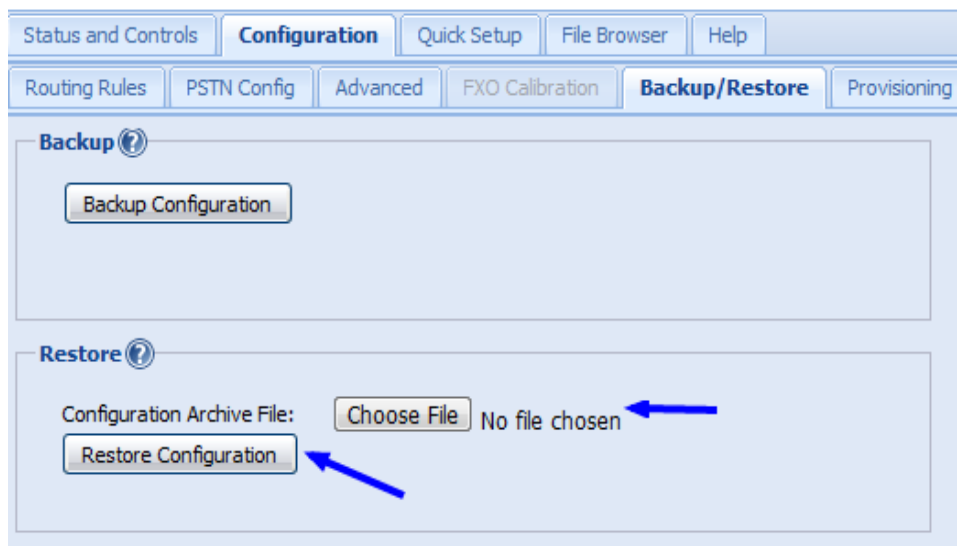 Status and Controls Configuration Quick Setup File Browser Help
Routing Rules PSTN Config Advanced FXO Calibration Backup/Restore Provisioning
Backup ?
Backup Configuration
Restore ?
Configuration Archive File: Choose File No file chosen
Restore Configuration